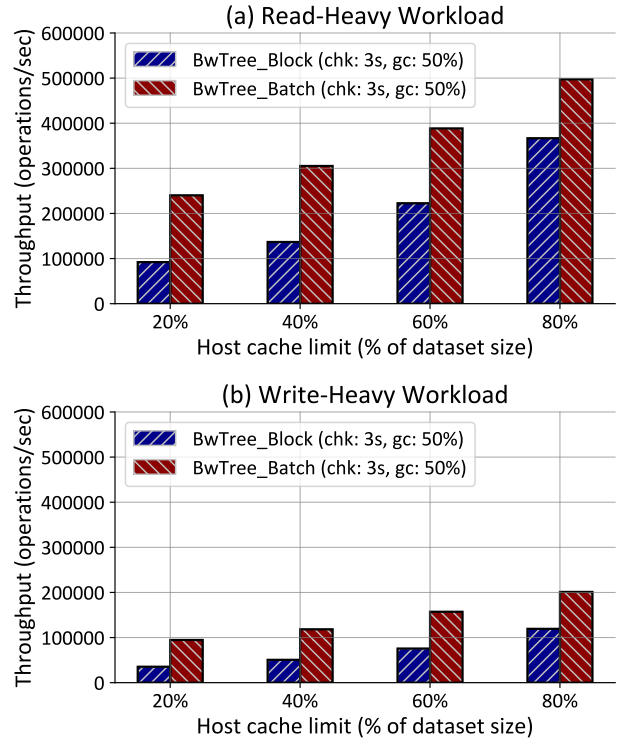 (a) Read-Heavy Workload
600000
500000
400000
300000
200000
100000
0
Throughput (operations/sec)
BwTree_Block (chk: 3s, gc: 50%)
BwTree_Batch (chk: 3s, gc: 50%)
20% 40% 60% 80%
Host cache limit (% of dataset size)
(b) Write-Heavy Workload
600000
500000
400000
300000
200000
100000
0
Throughput (operations/sec)
BwTree_Block (chk: 3s, gc: 50%)
BwTree_Batch (chk: 3s, gc: 50%)
20% 40% 60% 80%
Host cache limit (% of dataset size)